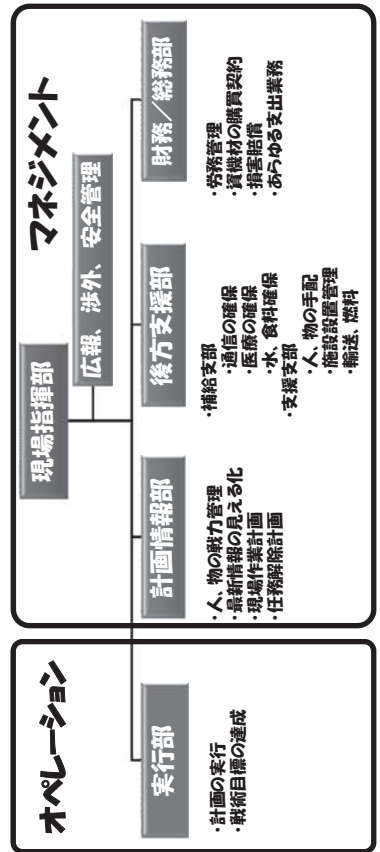 オペレーション
マネジメント
現場指揮部
広報、渉外、安全管理
実行部
・計画の実行
・戦術目標の達成
計画情報部
・人、物の戦力管理
・最新情報の見える化
・現場作業計画
・任務解除計画
後方支援部
・補給支部
・通信の確保
・医療の確保
・水、食料確保
・支援支部
・人、物の手配
・施設設置管理
・輸送、燃料
財務／総務部
・労務管理
・資機材の購買契約
・損害賠償
・あらゆる支出業務